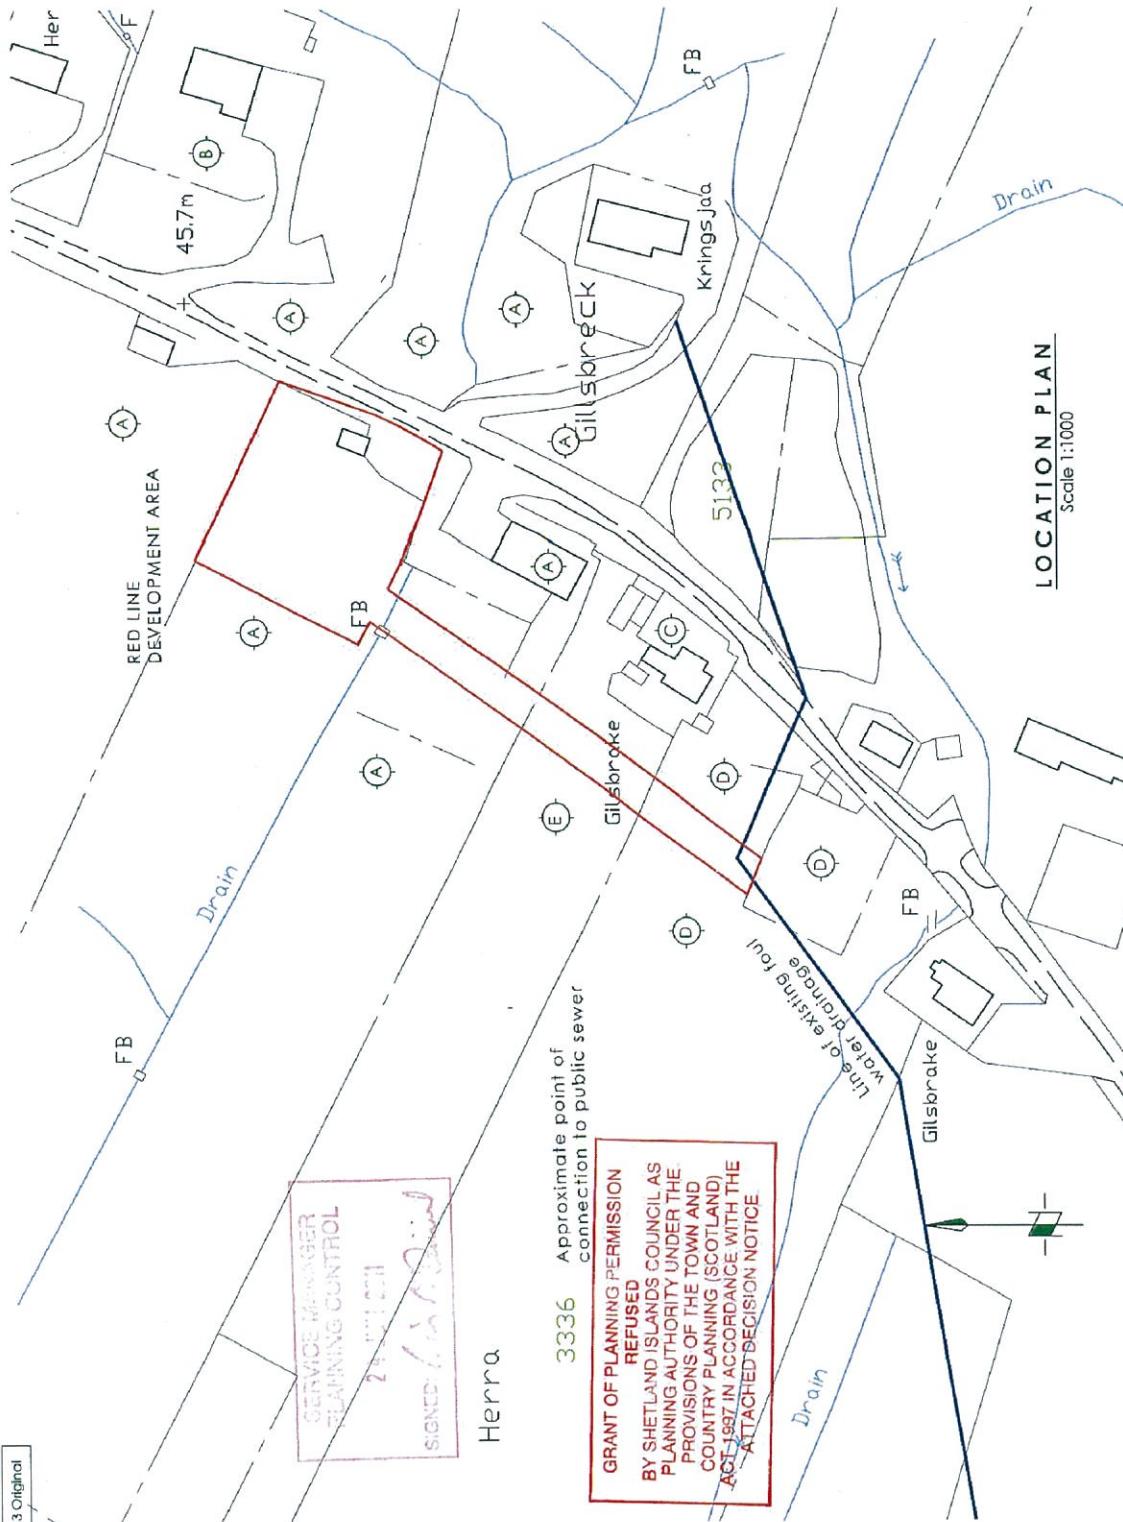 3 Original
Her
F
B
45.7m
FB
Drain
Kringsjaa
Gillsbreck
A
A
A
A
A
RED LINE
DEVELOPMENT AREA
A
FB
A
A
5133
C
Gilsbrake
E
D
D
D
FB
Drain
FB
LOCATION PLAN
Scale 1:1000
Line of existing foul
water drainage
Gilsbrake
Approximate point of
connection to public sewer
3336
Herra
Drain
SERVICE MANAGER
PLANNING CONTROL
SIGNED
GRANT OF PLANNING PERMISSION
REFUSED
BY SHETLAND ISLANDS COUNCIL AS
PLANNING AUTHORITY UNDER THE
PROVISIONS OF THE TOWN AND
COUNTRY PLANNING (SCOTLAND)
ACT 1997 IN ACCORDANCE WITH THE
ATTACHED DECISION NOTICE